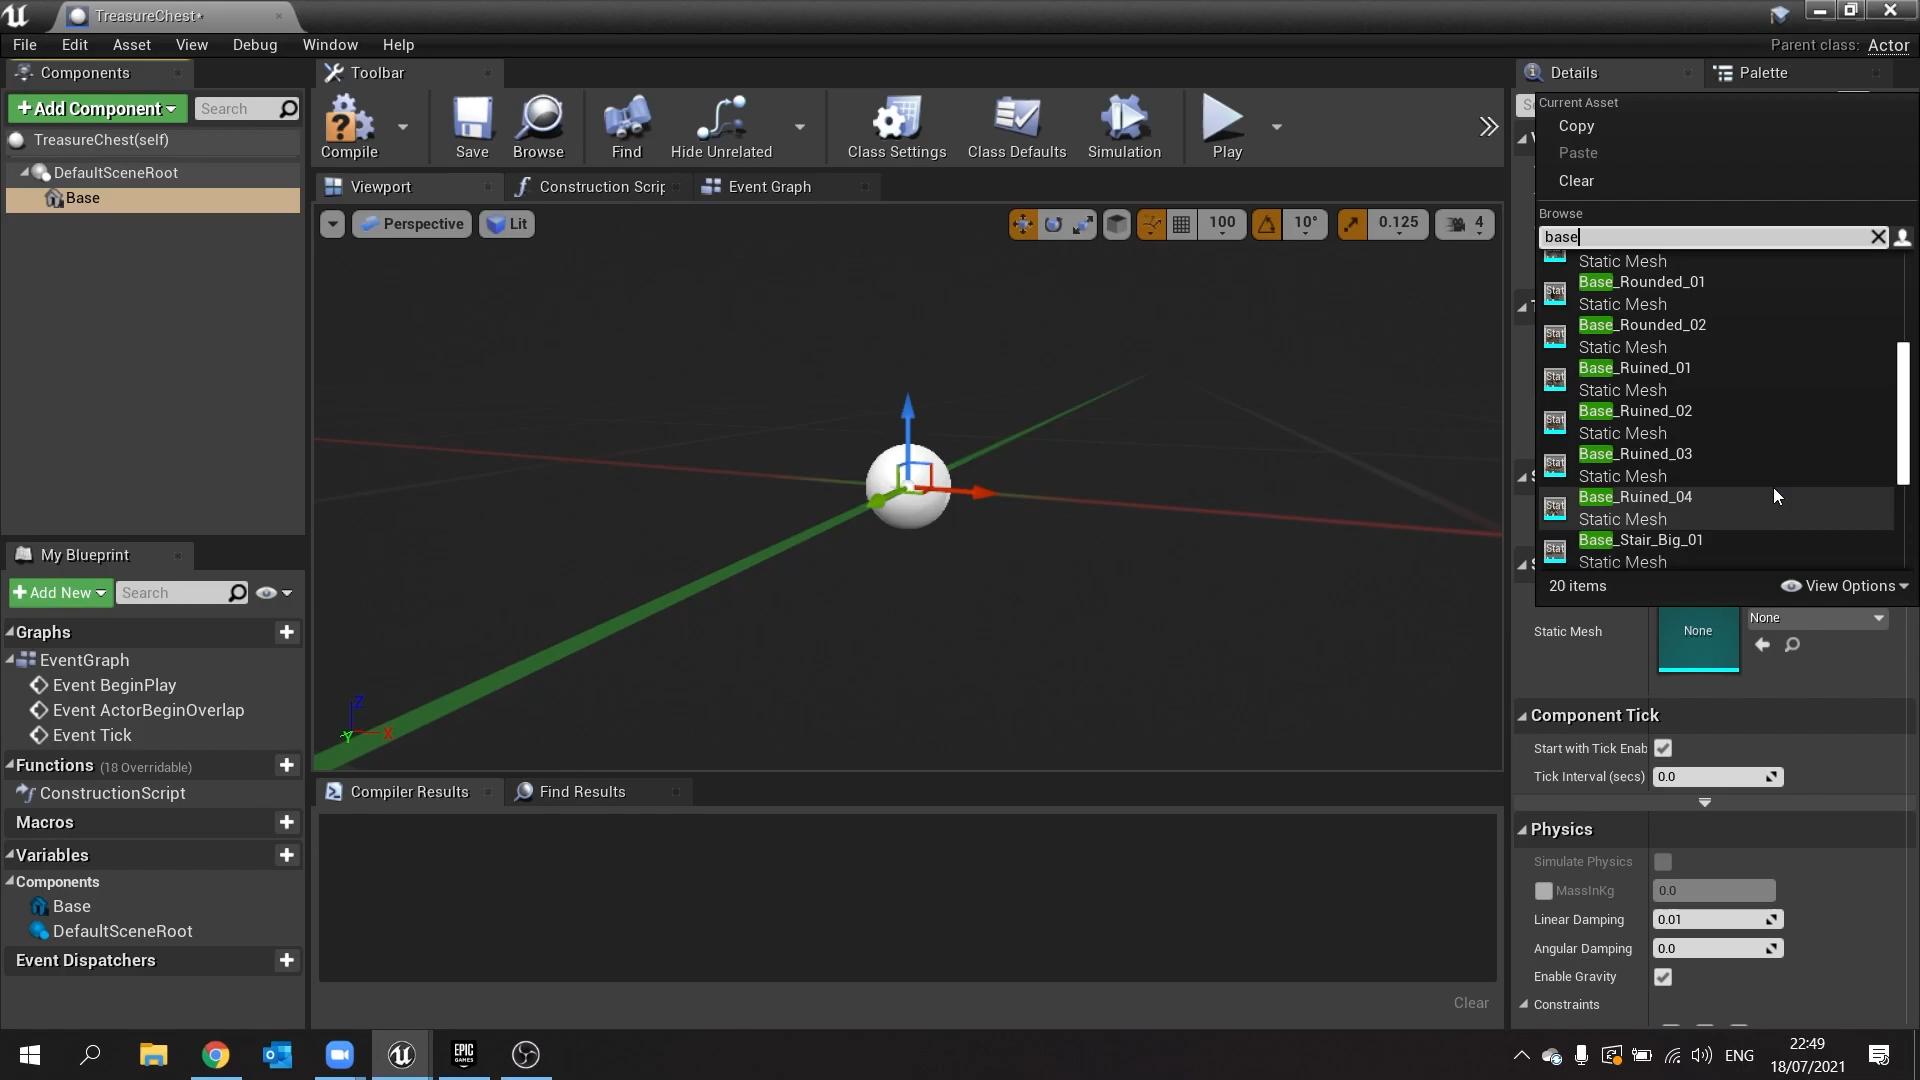 TreasureChest*
File Edit Asset View Debug Window Help
Parent class: Actor
Components
Add Component
Search
TreasureChest(self)
DefaultSceneRoot
Base
Toolbar
Compile
Save
Browse
Find
Hide Unrelated
Class Settings
Class Defaults
Simulation
Play
Viewport
Construction Scrip
Event Graph
Perspective
Lit
100
10°
0.125
4
Z
Y
X
My Blueprint
Add New
Search
Graphs
EventGraph
Event BeginPlay
Event ActorBeginOverlap
Event Tick
Functions (18 Overridable)
ConstructionScript
Macros
Variables
Components
Base
DefaultSceneRoot
Event Dispatchers
Compiler Results
Find Results
Clear
Details
Palette
Current Asset
Copy
Paste
Clear
Browse
base
Static Mesh
Base_Rounded_01
Static Mesh
Base_Rounded_02
Static Mesh
Base_Ruined_01
Static Mesh
Base_Ruined_02
Static Mesh
Base_Ruined_03
Static Mesh
Base_Ruined_04
Static Mesh
Base_Stair_Big_01
Static Mesh
20 items
View Options
Static Mesh
None
None
Component Tick
Start with Tick Enab
Tick Interval (secs) 0.0
Physics
Simulate Physics
MassInKg 0.0
Linear Damping 0.01
Angular Damping 0.0
Enable Gravity
Constraints
EPIC
GAMES
ENG
22:49
18/07/2021